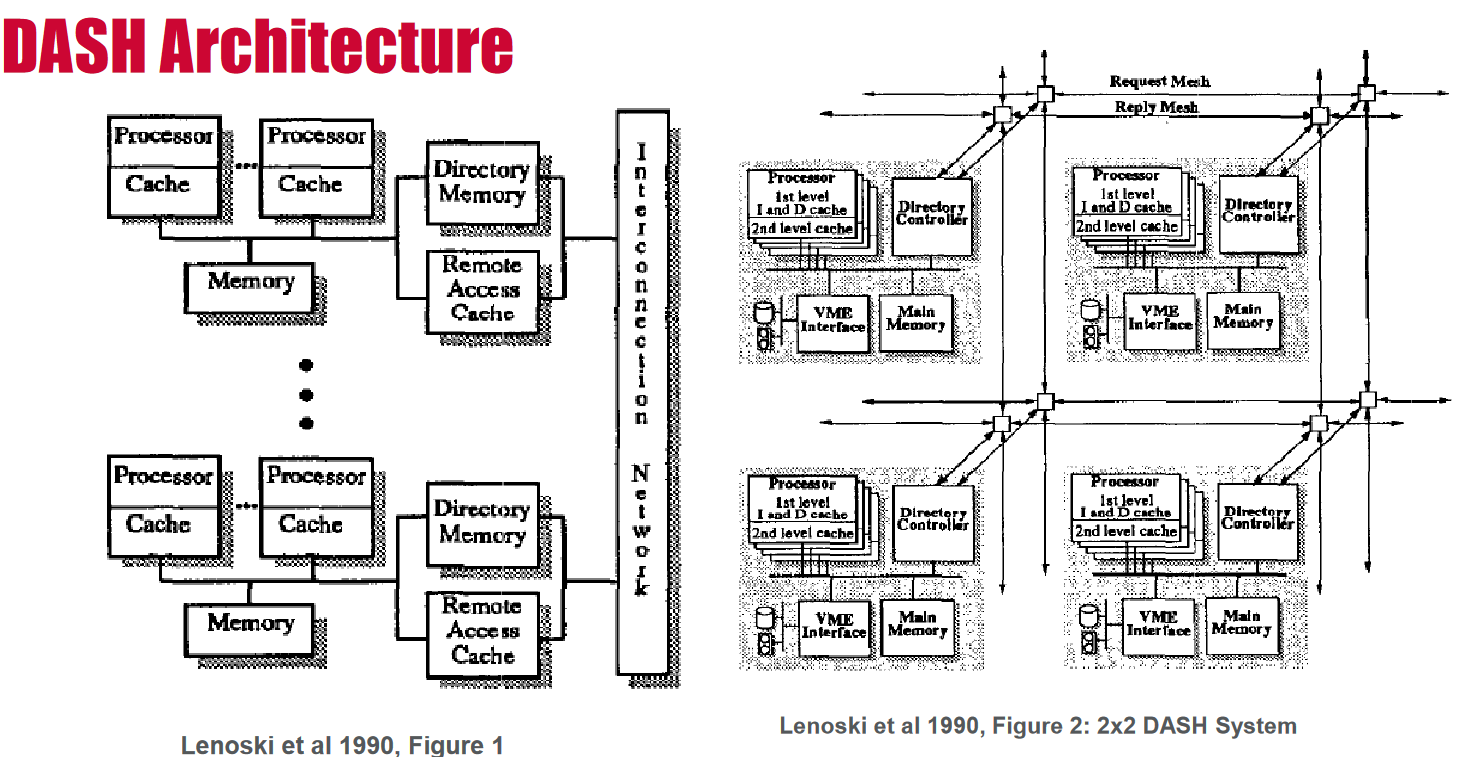 DASH Architecture
Processor
Cache
...
Processor
Cache
Memory
Directory
Memory
Remote
Access
Cache
Processor
Cache
...
Processor
Cache
Memory
Directory
Memory
Remote
Access
Cache
Interconnection Network
Lenoski et al 1990, Figure 1
Request Mesh
Reply Mesh
Processor
1st level
I and D cache
2nd level cache
Directory
Controller
VME
Interface
Main
Memory
Processor
1st level
I and D cache
2nd level cache
Directory
Controller
VME
Interface
Main
Memory
Processor
1st level
I and D cache
2nd level cache
Directory
Controller
VME
Interface
Main
Memory
Processor
1st level
I and D cache
2nd level cache
Directory
Controller
VME
Interface
Main
Memory
Lenoski et al 1990, Figure 2: 2x2 DASH System